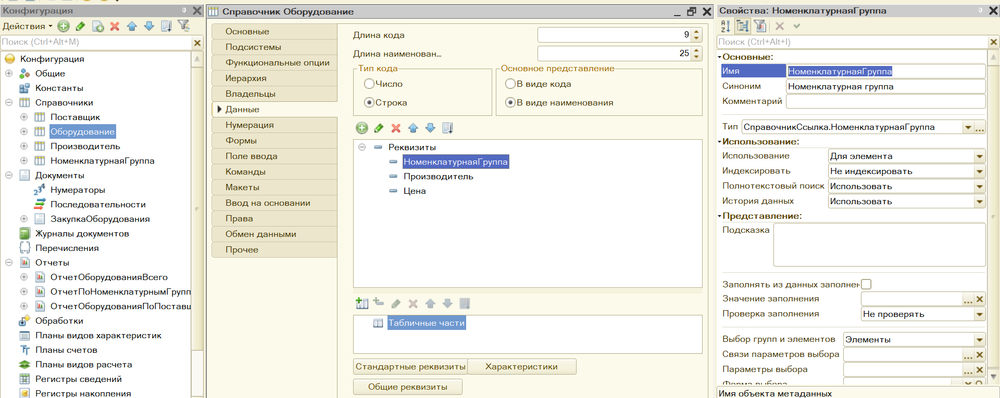 Конфигурация
Действия
Поиск (Ctrl+Alt+M)
Конфигурация
Общие
Константы
Справочники
Поставщик
Оборудование
Производитель
НоменклатурнаяГруппа
Документы
Нумераторы
Последовательности
ЗакупкаОборудования
Журналы документов
Перечисления
Отчеты
ОтчетОборудованияВсего
ОтчетПоНоменклатурнымГрупп
ОтчетОборудованияПоПоставщ
Обработки
Планы видов характеристик
Планы счетов
Планы видов расчета
Регистры сведений
Регистры накопления
Справочник Оборудование
Основные
Подсистемы
Функциональные опции
Иерархия
Владельцы
Данные
Нумерация
Формы
Поле ввода
Команды
Макеты
Ввод на основании
Права
Обмен данными
Прочее
Длина кода 9
Длина наименован... 25
Тип кода
Число
Строка
Основное представление
В виде кода
В виде наименования
Реквизиты
НоменклатурнаяГруппа
Производитель
Цена
Табличные части
Стандартные реквизиты Характеристики
Общие реквизиты
Свойства: НоменклатурнаяГруппа
Поиск (Ctrl+Alt+I)
Основные:
Имя НоменклатурнаяГруппа
Синоним Номенклатурная группа
Комментарий
Тип СправочникСсылка.НоменклатурнаяГруппа
Использование:
Использование Для элемента
Индексировать Не индексировать
Полнотекстовый поиск Использовать
История данных Использовать
Представление:
Подсказка
Заполнять из данных заполнен
Значение заполнения
Проверка заполнения Не проверять
Выбор групп и элементов Элементы
Связи параметров выбора
Параметры выбора
Форма выбора
Имя объекта метаданных